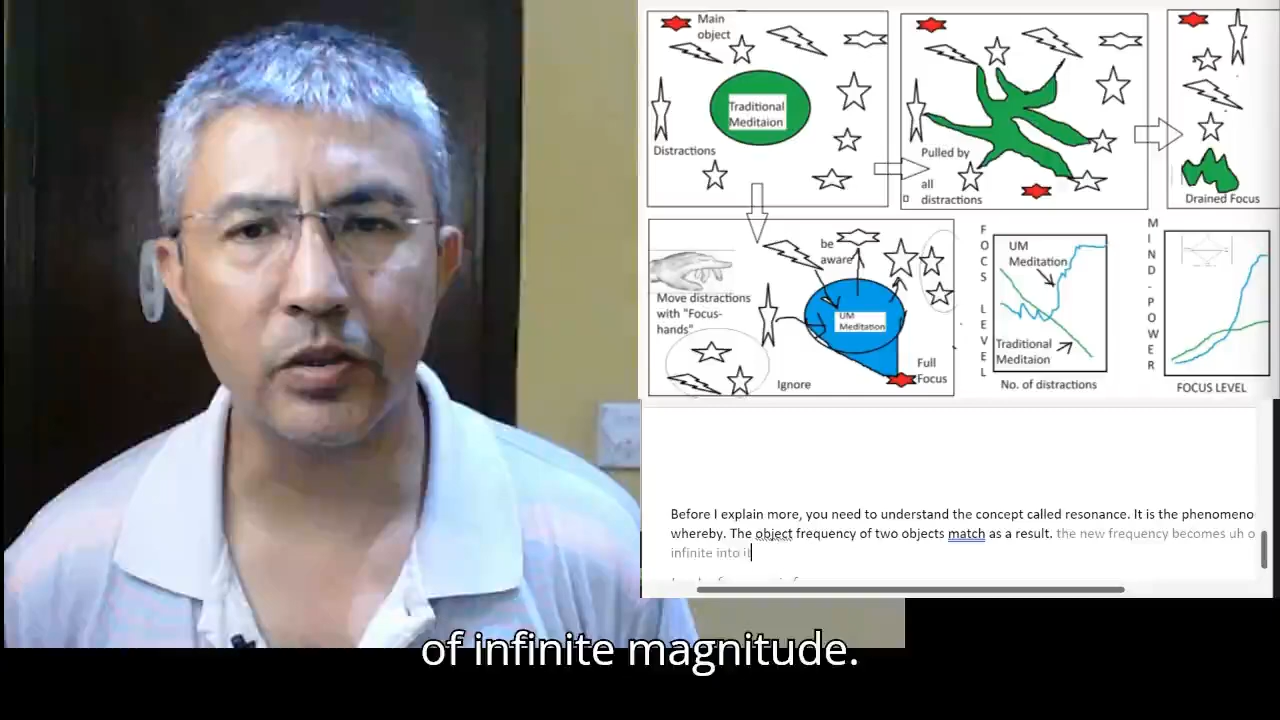 Main
object
Traditional
Meditaion
Distractions
Pulled by
all
distractions
Drained Focus
be
aware
Move distractions
with "Focus-
hands"
UM
Meditation
Ignore
Full
Focus
FOCS LEVEL
UM
Meditation
Traditional
Meditaion
No. of distractions
MIND-POWER
FOCUS LEVEL
Before I explain more, you need to understand the concept called resonance. It is the phenomeno
whereby. The object frequency of two objects match as a result. the new frequency becomes uh o
infinite into it
of infinite magnitude.